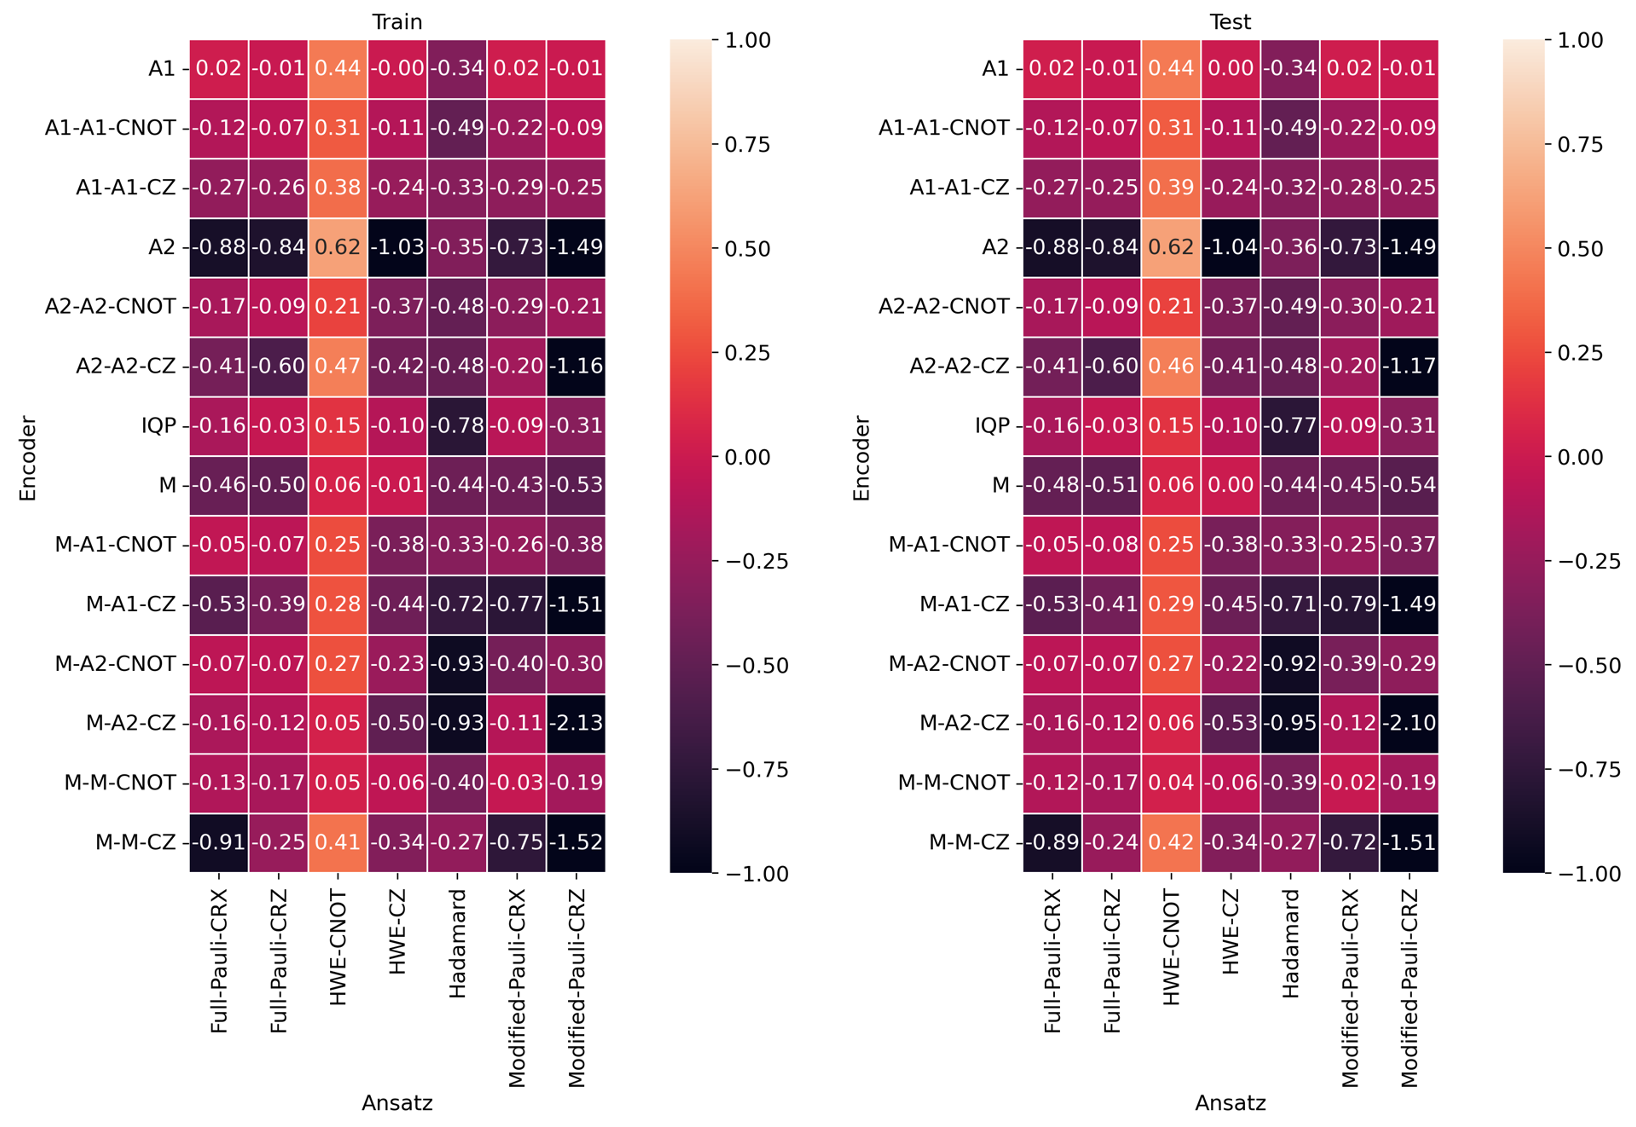 Train
A1 0.02 -0.01 0.44 -0.00 -0.34 0.02 -0.01
A1-A1-CNOT -0.12 -0.07 0.31 -0.11 -0.49 -0.22 -0.09
A1-A1-CZ -0.27 -0.26 0.38 -0.24 -0.33 -0.29 -0.25
A2 -0.88 -0.84 0.62 -1.03 -0.35 -0.73 -1.49
A2-A2-CNOT -0.17 -0.09 0.21 -0.37 -0.48 -0.29 -0.21
A2-A2-CZ -0.41 -0.60 0.47 -0.42 -0.48 -0.20 -1.16
IQP -0.16 -0.03 0.15 -0.10 -0.78 -0.09 -0.31
M -0.46 -0.50 0.06 -0.01 -0.44 -0.43 -0.53
M-A1-CNOT -0.05 -0.07 0.25 -0.38 -0.33 -0.26 -0.38
M-A1-CZ -0.53 -0.39 0.28 -0.44 -0.72 -0.77 -1.51
M-A2-CNOT -0.07 -0.07 0.27 -0.23 -0.93 -0.40 -0.30
M-A2-CZ -0.16 -0.12 0.05 -0.50 -0.93 -0.11 -2.13
M-M-CNOT -0.13 -0.17 0.05 -0.06 -0.40 -0.03 -0.19
M-M-CZ -0.91 -0.25 0.41 -0.34 -0.27 -0.75 -1.52
Encoder
Full-Pauli-CRX
Full-Pauli-CRZ
HWE-CNOT
HWE-CZ
Hadamard
Modified-Pauli-CRX
Modified-Pauli-CRZ
Ansatz
1.00
0.75
0.50
0.25
0.00
−0.25
−0.50
−0.75
−1.00
Test
A1 0.02 -0.01 0.44 0.00 -0.34 0.02 -0.01
A1-A1-CNOT -0.12 -0.07 0.31 -0.11 -0.49 -0.22 -0.09
A1-A1-CZ -0.27 -0.25 0.39 -0.24 -0.32 -0.28 -0.25
A2 -0.88 -0.84 0.62 -1.04 -0.36 -0.73 -1.49
A2-A2-CNOT -0.17 -0.09 0.21 -0.37 -0.49 -0.30 -0.21
A2-A2-CZ -0.41 -0.60 0.46 -0.41 -0.48 -0.20 -1.17
IQP -0.16 -0.03 0.15 -0.10 -0.77 -0.09 -0.31
M -0.48 -0.51 0.06 0.00 -0.44 -0.45 -0.54
M-A1-CNOT -0.05 -0.08 0.25 -0.38 -0.33 -0.25 -0.37
M-A1-CZ -0.53 -0.41 0.29 -0.45 -0.71 -0.79 -1.49
M-A2-CNOT -0.07 -0.07 0.27 -0.22 -0.92 -0.39 -0.29
M-A2-CZ -0.16 -0.12 0.06 -0.53 -0.95 -0.12 -2.10
M-M-CNOT -0.12 -0.17 0.04 -0.06 -0.39 -0.02 -0.19
M-M-CZ -0.89 -0.24 0.42 -0.34 -0.27 -0.72 -1.51
Encoder
Full-Pauli-CRX
Full-Pauli-CRZ
HWE-CNOT
HWE-CZ
Hadamard
Modified-Pauli-CRX
Modified-Pauli-CRZ
Ansatz
1.00
0.75
0.50
0.25
0.00
−0.25
−0.50
−0.75
−1.00